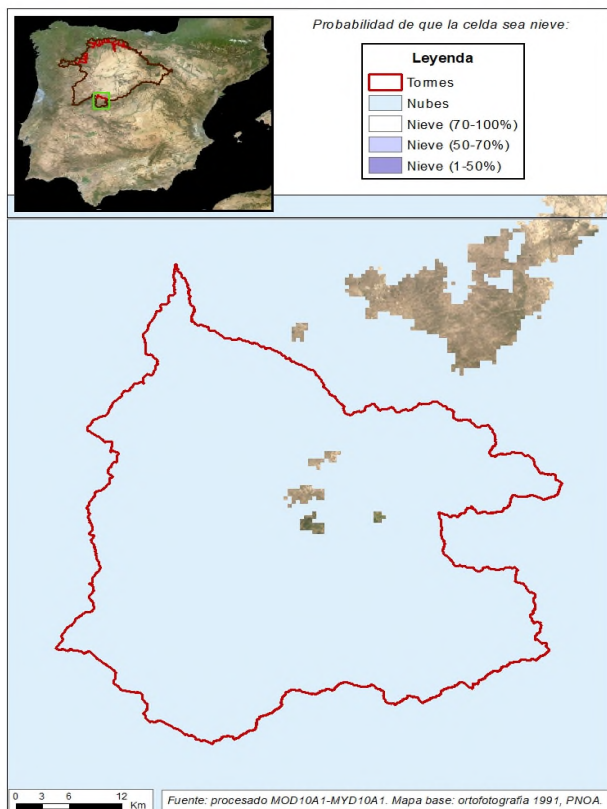 Probabilidad de que la celda sea nieve:
Leyenda
Tormes
Nubes
Nieve (70-100%)
Nieve (50-70%)
Nieve (1-50%)
0 3 6 12
Km
Fuente: procesado MOD10A1-MYD10A1. Mapa base: ortofotografía 1991, PNOA